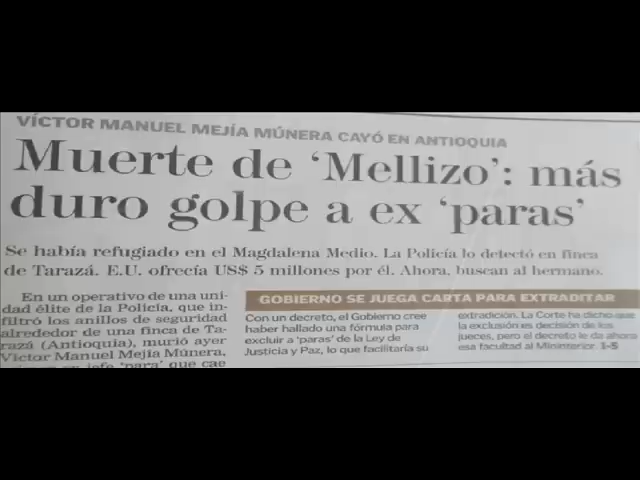 VÍCTOR MANUEL MEJÍA MÚNERA CAYÓ EN ANTIOQUIA
Muerte de ‘Mellizo’: más
duro golpe a ex ‘paras’
Se había refugiado en el Magdalena Medio. La Policía lo detectó en finca
de Tarazá. E.U. ofrecía US$ 5 millones por él. Ahora, buscan al hermano.
En un operativo de una uni-
dad élite de la Policía, que in-
filtró los anillos de seguridad
alrededor de una finca de Ta-
razá (Antioquia), murió ayer
Víctor Manuel Mejía Múnera,
jefe ‘para’ que cae
GOBIERNO SE JUEGA CARTA PARA EXTRADITAR
Con un decreto, el Gobierno cree
haber hallado una fórmula para
excluir a ‘paras’ de la Ley de
Justicia y Paz, lo que facilitaría su
extradición. La Corte ha dicho que
la exclusión es decisión de los
jueces, pero el decreto le da ahora
esa facultad al Mininterior. 1-5